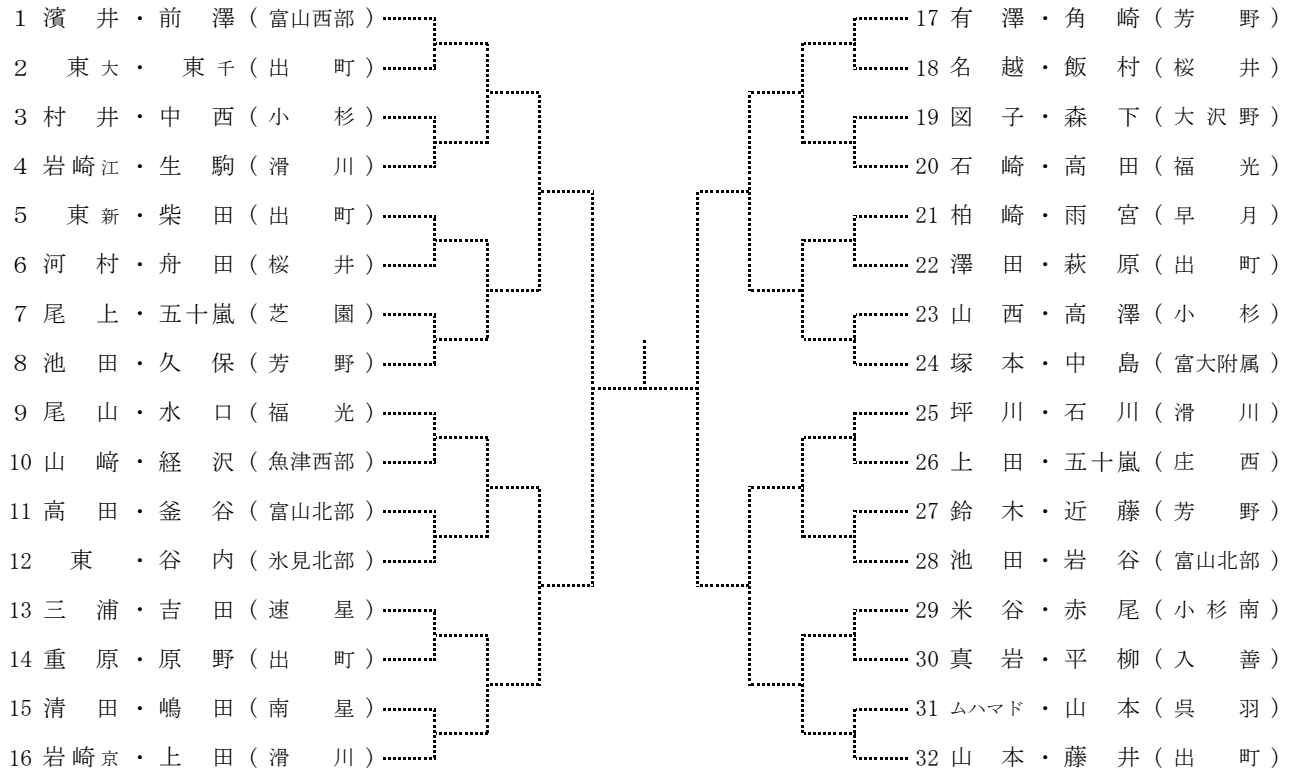 1 濱 井 ・ 前 澤 ( 富山西部 )
2 東 大 ・ 東 千 ( 出 町 )
3 村 井 ・ 中 西 ( 小 杉 )
4 岩崎江 ・ 生 駒 ( 滑 川 )
5 東 新 ・ 柴 田 ( 出 町 )
6 河 村 ・ 舟 田 ( 桜 井 )
7 尾 上 ・ 五十嵐 ( 芝 園 )
8 池 田 ・ 久 保 ( 芳 野 )
9 尾 山 ・ 水 口 ( 福 光 )
10 山 﨑 ・ 経 沢 ( 魚津西部 )
11 高 田 ・ 釜 谷 ( 富山北部 )
12 東 ・ 谷 内 ( 氷見北部 )
13 三 浦 ・ 吉 田 ( 速 星 )
14 重 原 ・ 原 野 ( 出 町 )
15 清 田 ・ 嶋 田 ( 南 星 )
16 岩崎京 ・ 上 田 ( 滑 川 )
17 有 澤 ・ 角 崎 ( 芳 野 )
18 名 越 ・ 飯 村 ( 桜 井 )
19 図 子 ・ 森 下 ( 大 沢 野 )
20 石 崎 ・ 高 田 ( 福 光 )
21 柏 崎 ・ 雨 宮 ( 早 月 )
22 澤 田 ・ 萩 原 ( 出 町 )
23 山 西 ・ 高 澤 ( 小 杉 )
24 塚 本 ・ 中 島 ( 富大附属 )
25 坪 川 ・ 石 川 ( 滑 川 )
26 上 田 ・ 五十嵐 ( 庄 西 )
27 鈴 木 ・ 近 藤 ( 芳 野 )
28 池 田 ・ 岩 谷 ( 富山北部 )
29 米 谷 ・ 赤 尾 ( 小 杉 南 )
30 真 岩 ・ 平 柳 ( 入 善 )
31 ムハマド ・ 山 本 ( 呉 羽 )
32 山 本 ・ 藤 井 ( 出 町 )